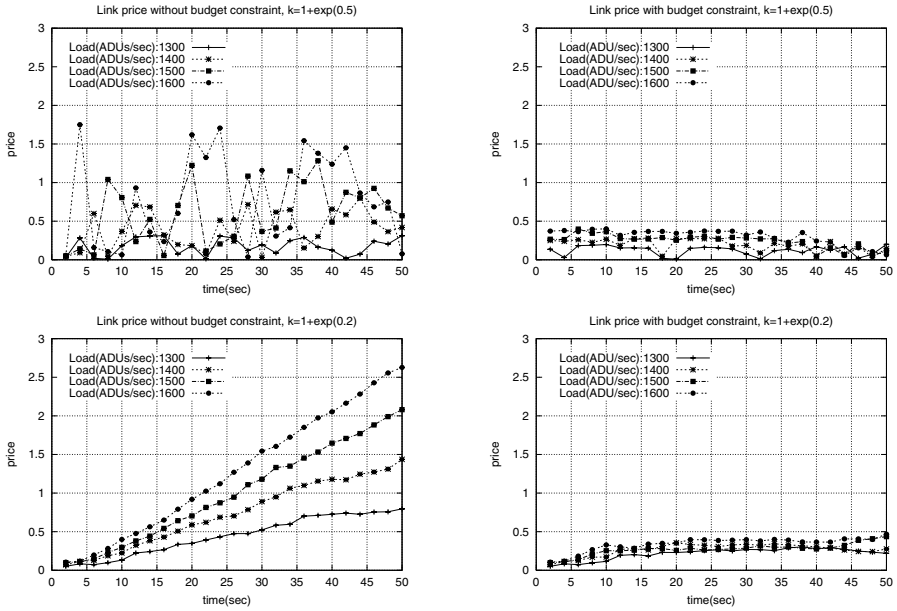 Link price without budget constraint, k=1+exp(0.5)
3
2.5
2
1.5
1
0.5
0
price
Load(ADUs/sec):1300
Load(ADUs/sec):1400
Load(ADUs/sec):1500
Load(ADUs/sec):1600
0 5 10 15 20 25 30 35 40 45 50
time(sec)
Link price with budget constraint, k=1+exp(0.5)
3
2.5
2
1.5
1
0.5
0
price
Load(ADU/sec):1300
Load(ADU/sec):1400
Load(ADU/sec):1500
Load(ADU/sec):1600
0 5 10 15 20 25 30 35 40 45 50
time(sec)
Link price without budget constraint, k=1+exp(0.2)
3
2.5
2
1.5
1
0.5
0
price
Load(ADUs/sec):1300
Load(ADUs/sec):1400
Load(ADUs/sec):1500
Load(ADUs/sec):1600
0 5 10 15 20 25 30 35 40 45 50
time(sec)
Link price with budget constraint, k=1+exp(0.2)
3
2.5
2
1.5
1
0.5
0
price
Load(ADU/sec):1300
Load(ADU/sec):1400
Load(ADU/sec):1500
Load(ADU/sec):1600
0 5 10 15 20 25 30 35 40 45 50
time(sec)